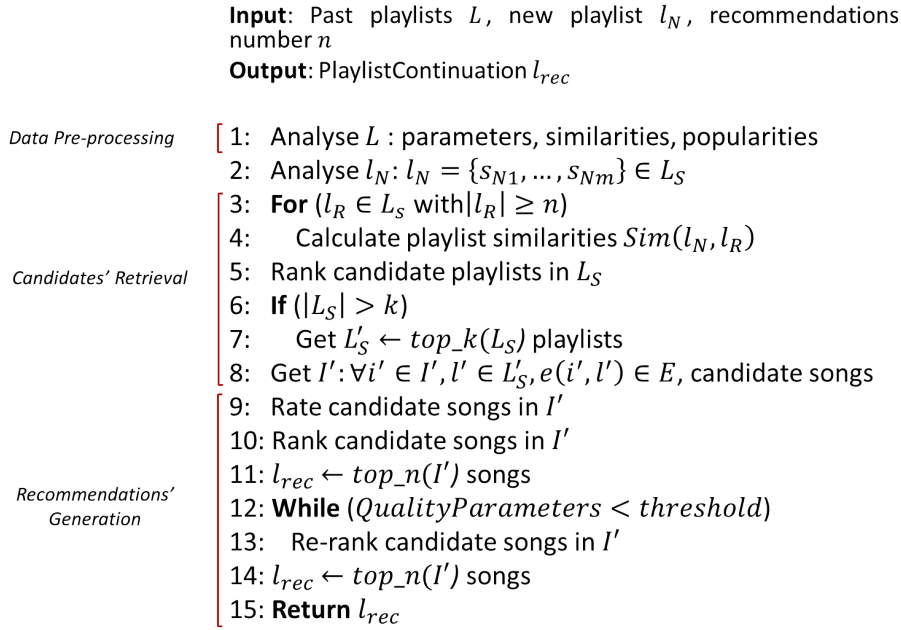 Input: Past playlists L, new playlist l_N, recommendations
number n
Output: PlaylistContinuation l_rec
Data Pre-processing
1: Analyse L : parameters, similarities, popularities
2: Analyse l_N: l_N = {s_N1, …, s_Nm} ∈ L_S
Candidates’ Retrieval
3: For (l_R ∈ L_s with|l_R| ≥ n)
4: Calculate playlist similarities Sim(l_N, l_R)
5: Rank candidate playlists in L_S
6: If (|L_S| > k)
7: Get L'_S ← top_k(L_S) playlists
8: Get I': ∀i' ∈ I', l' ∈ L'_S, e(i', l') ∈ E, candidate songs
Recommendations’
Generation
9: Rate candidate songs in I'
10: Rank candidate songs in I'
11: l_rec ← top_n(I') songs
12: While (QualityParameters < threshold)
13: Re-rank candidate songs in I'
14: l_rec ← top_n(I') songs
15: Return l_rec